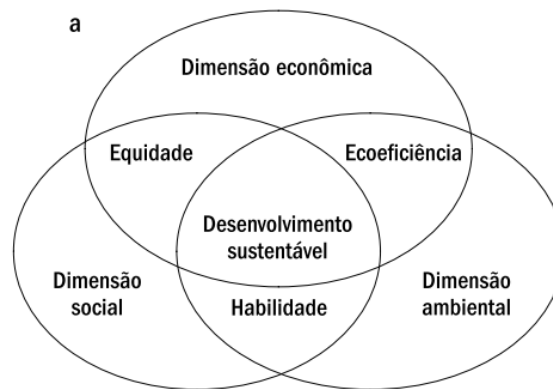 a
Dimensão econômica
Equidade
Ecoeficiência
Desenvolvimento
sustentável
Dimensão
social
Habilidade
Dimensão
ambiental